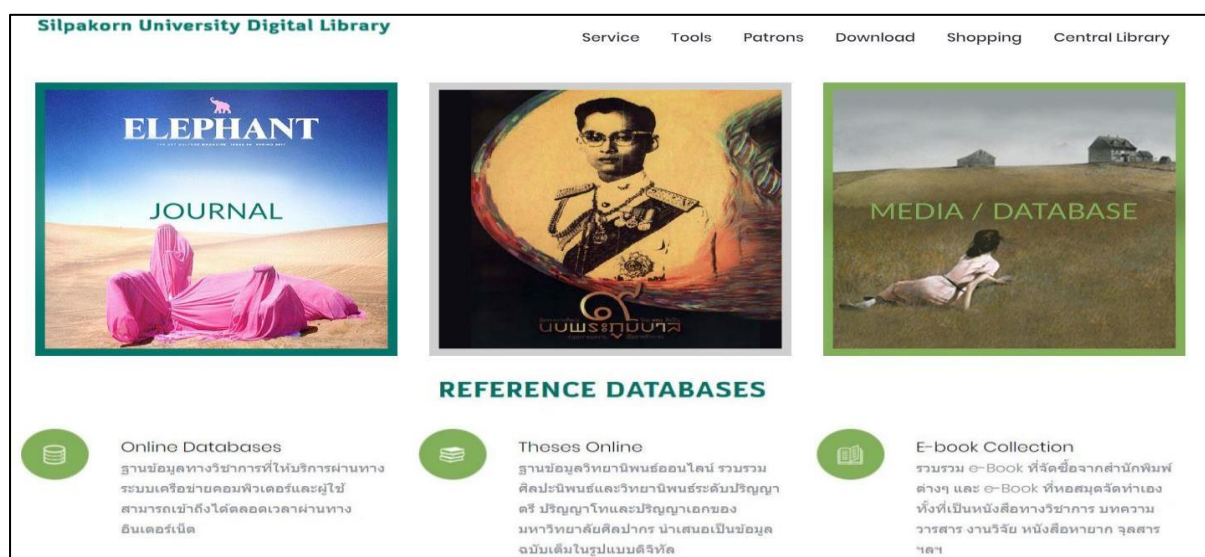 Silpakorn University Digital Library
Service Tools Patrons Download Shopping Central Library
ELEPHANT
JOURNAL
๙
นบพระภูมิบาล
MEDIA / DATABASE
REFERENCE DATABASES
Online Databases
ฐานข้อมูลทางวิชาการที่ให้บริการผ่านทาง
ระบบเครือข่ายคอมพิวเตอร์และผู้ใช้
สามารถเข้าถึงได้ตลอดเวลาผ่านทาง
อินเตอร์เน็ต
Theses Online
ฐานข้อมูลวิทยานิพนธ์ออนไลน์ รวบรวม
ศิลปะนิพนธ์และวิทยานิพนธ์ระดับปริญญา
ตรี ปริญญาโทและปริญญาเอกของ
มหาวิทยาลัยศิลปากร นำเสนอเป็นข้อมูล
ฉบับเต็มในรูปแบบดิจิทัล
E-book Collection
รวบรวม e-Book ที่จัดซื้อจากสำนักพิมพ์
ต่างๆ และ e-Book ที่หอสมุดจัดทำเอง
ทั้งที่เป็นหนังสือทางวิชาการ บทความ
วารสาร งานวิจัย หนังสือหายาก จุลสาร
ฯลฯ